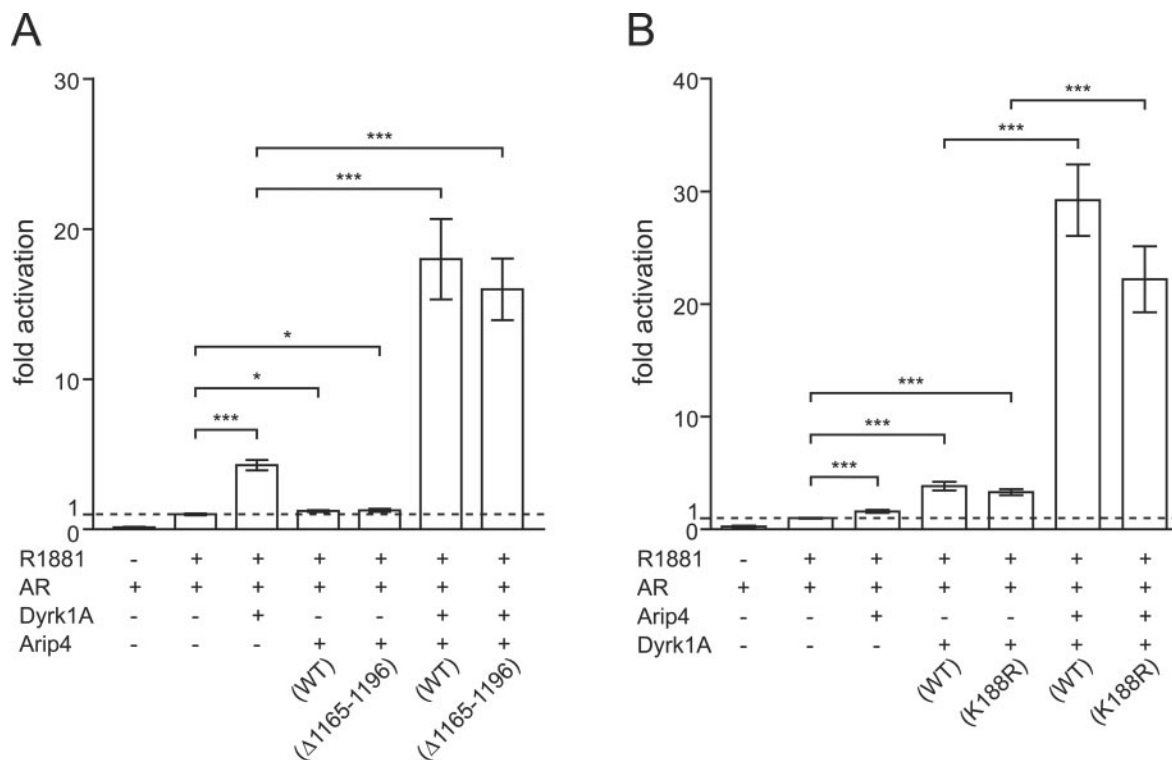 A
30
***
***
20
fold activation
*
10
*
***
1
0
R1881 - + + + + + +
AR + + + + + + +
Dyrk1A - - + - - + +
Arip4 - - - + + + +
(WT) (Δ1165-1196) (WT) (Δ1165-1196)
B
40
***
***
30
fold activation
20
10
***
***
***
1
0
R1881 - + + + + + +
AR + + + + + + +
Arip4 - - + - - + +
Dyrk1A - - - + + + +
(WT) (K188R) (WT) (K188R)